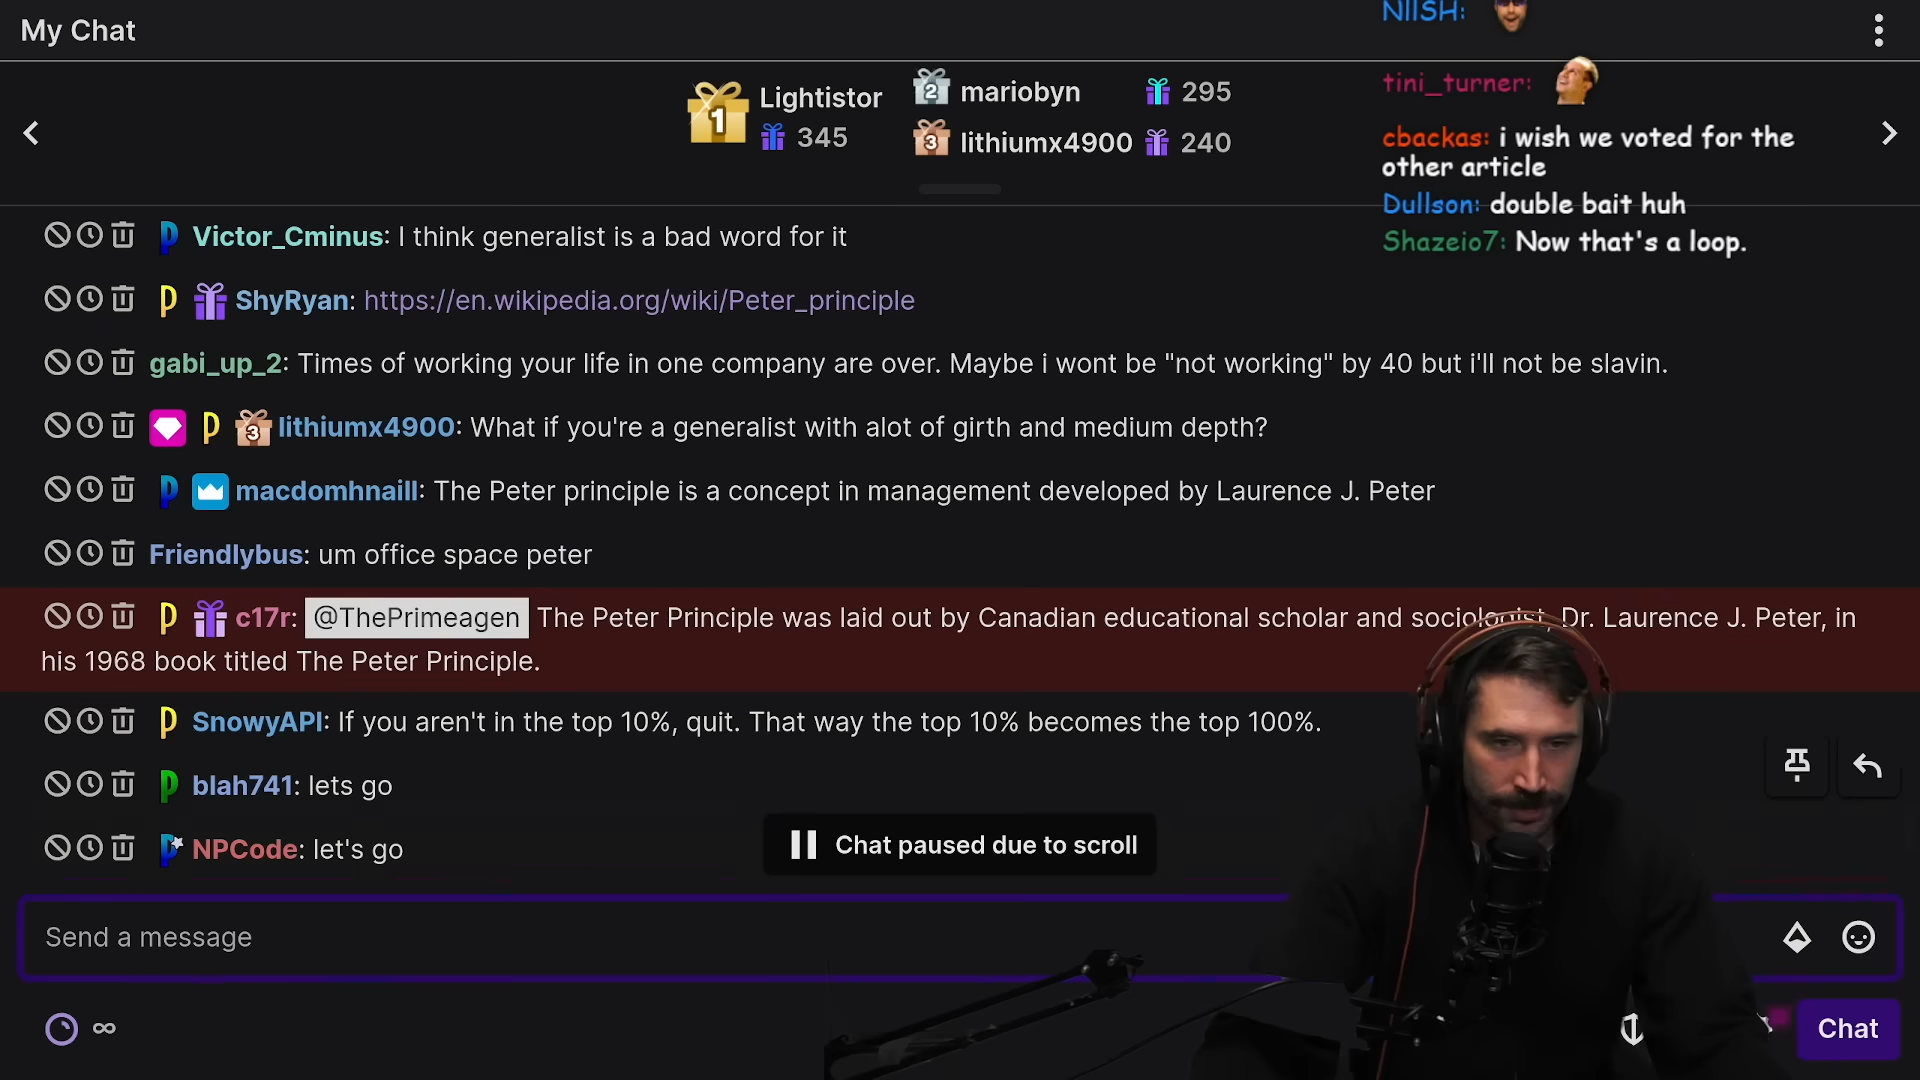 My Chat
NIISH:
1 Lightistor
345
2 mariobyn 295
3 lithiumx4900 240
tini_turner:
cbackas: i wish we voted for the
other article
Dullson: double bait huh
Shazeio7: Now that's a loop.
Victor_Cminus: I think generalist is a bad word for it
ShyRyan: https://en.wikipedia.org/wiki/Peter_principle
gabi_up_2: Times of working your life in one company are over. Maybe i wont be "not working" by 40 but i'll not be slavin.
3 lithiumx4900: What if you're a generalist with alot of girth and medium depth?
macdomhnaill: The Peter principle is a concept in management developed by Laurence J. Peter
Friendlybus: um office space peter
c17r: @ThePrimeagen The Peter Principle was laid out by Canadian educational scholar and sociologist, Dr. Laurence J. Peter, in
his 1968 book titled The Peter Principle.
SnowyAPI: If you aren't in the top 10%, quit. That way the top 10% becomes the top 100%.
blah741: lets go
NPCode: let's go
Chat paused due to scroll
Send a message
∞
Chat